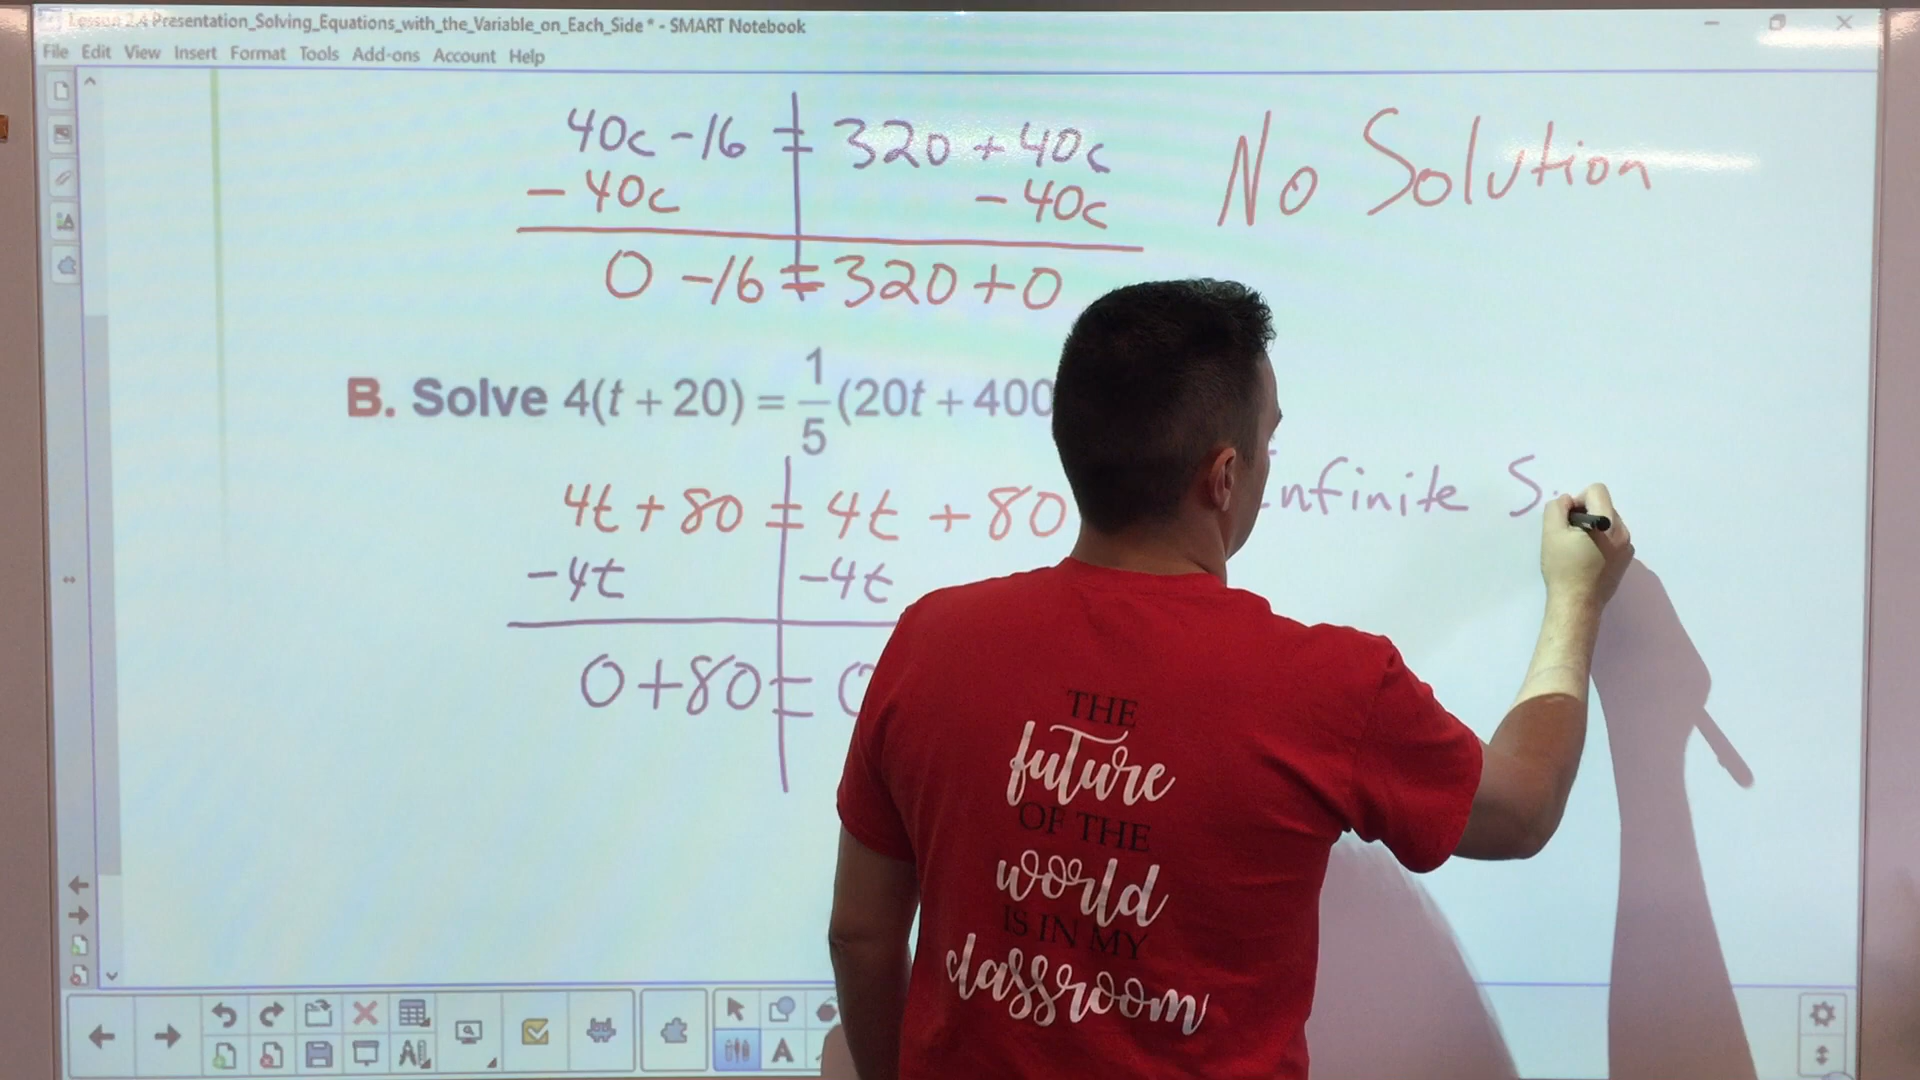 Lesson 2.4 Presentation_Solving_Equations_with_the_Variable_on_Each_Side * - SMART Notebook
File Edit View Insert Format Tools Add-ons Account Help
40c - 16 = 320 + 40c
- 40c - 40c
0 - 16 = 320 + 0
No Solution
B. Solve 4(t + 20) = 1/5 (20t + 400
4t + 80 = 4t + 80
-4t -4t
0 + 80 = 0
Infinite S
THE
future
OF THE
world
IS IN MY
classroom
A